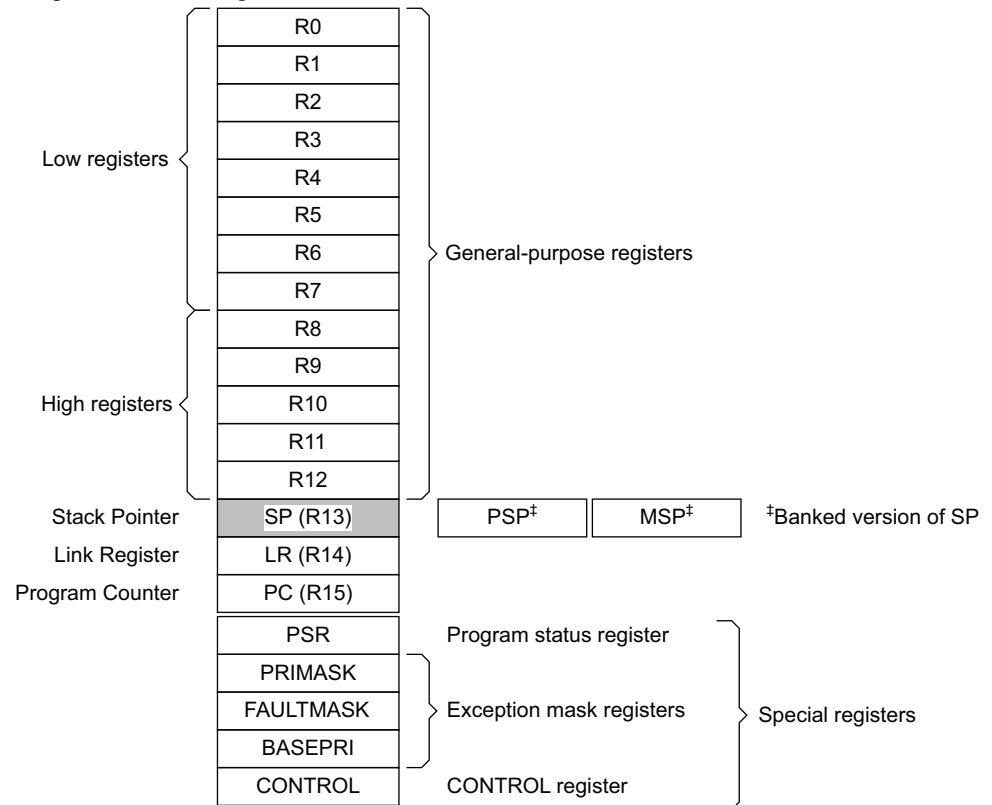 R0
R1
R2
R3
Low registers
R4
R5
R6
General-purpose registers
R7
R8
R9
High registers
R10
R11
R12
Stack Pointer
SP (R13)
PSP‡
MSP‡
‡Banked version of SP
Link Register
LR (R14)
Program Counter
PC (R15)
PSR
Program status register
PRIMASK
FAULTMASK
Exception mask registers
Special registers
BASEPRI
CONTROL
CONTROL register